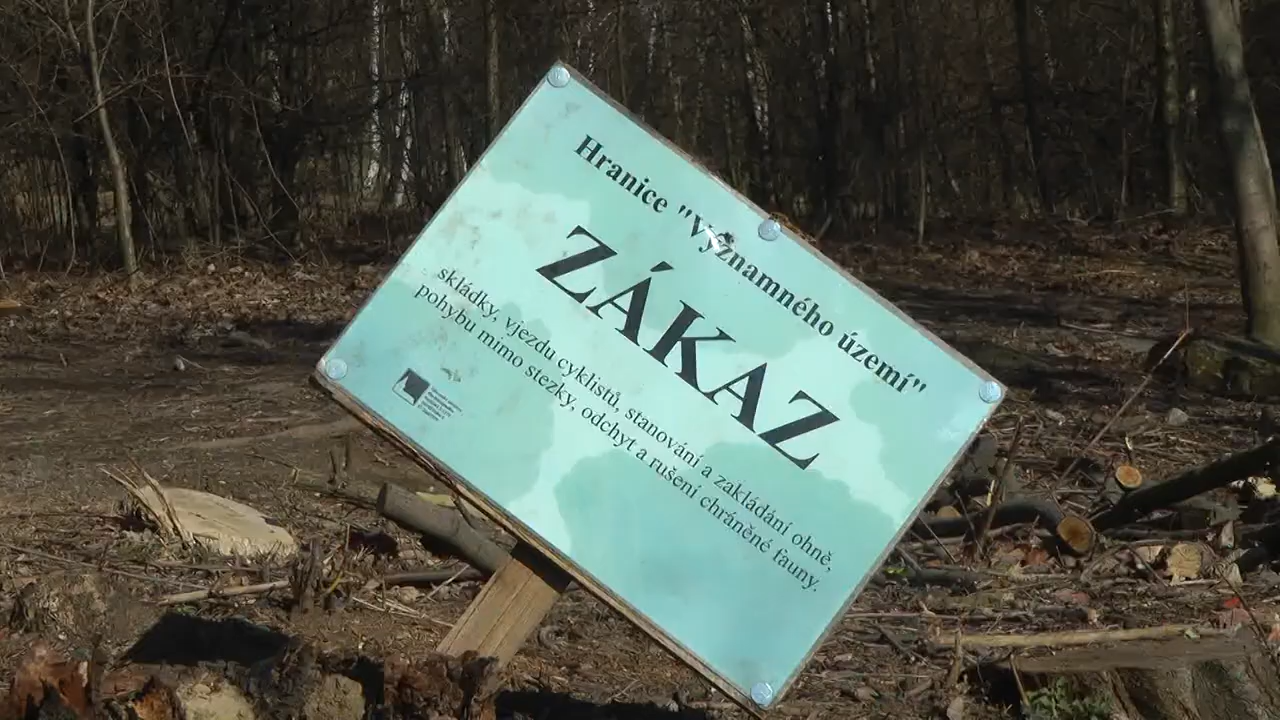 Hranice "významného území"
ZÁKAZ
skládky, vjezdu cyklistů, stanování a zakládání ohně,
pohybu mimo stezky, odchyt a rušení chráněné fauny.